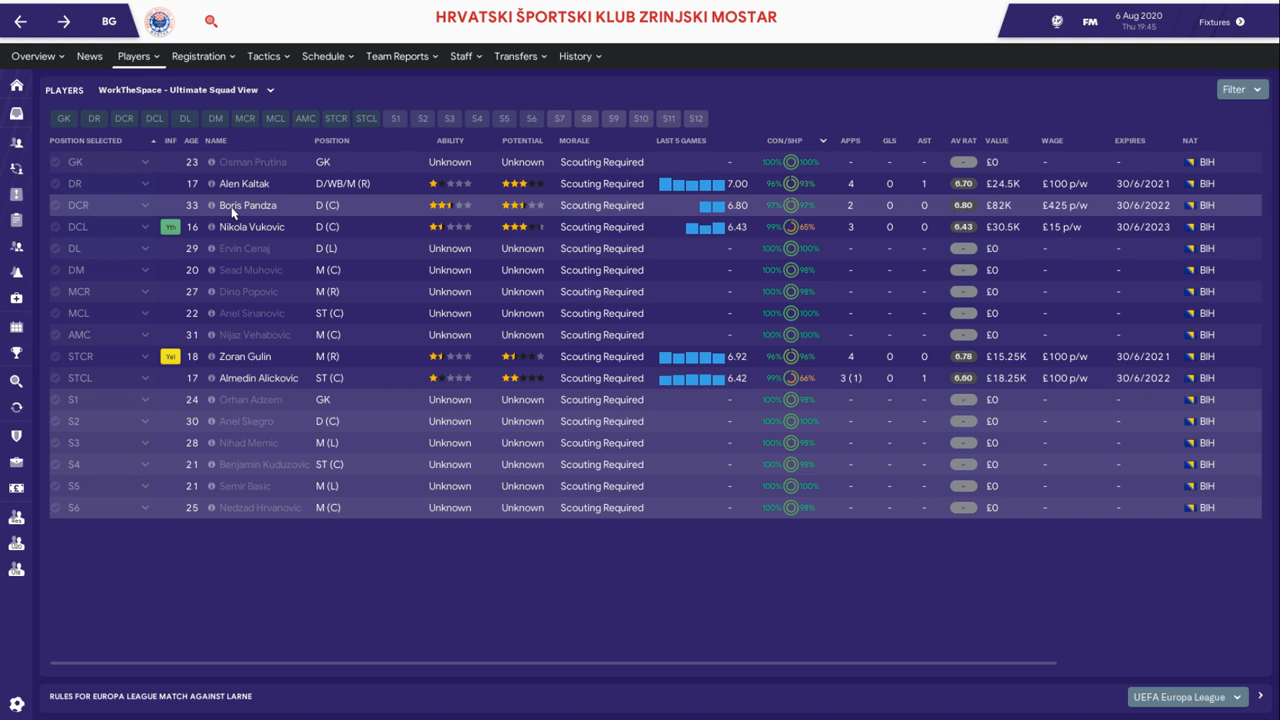 BG
HRVATSKI ŠPORTSKI KLUB ZRINJSKI MOSTAR
FM
6 Aug 2020
Thu 19:45
Fixtures
Overview News Players Registration Tactics Schedule Team Reports Staff Transfers History
PLAYERS WorkTheSpace - Ultimate Squad View Filter
GK DR DCR DCL DL DM MCR MCL AMC STCR STCL S1 S2 S3 S4 S5 S6 S7 S8 S9 S10 S11 S12
POSITION SELECTED INF AGE NAME POSITION ABILITY POTENTIAL MORALE LAST 5 GAMES CON/SHP APPS GLS AST AV RAT VALUE WAGE EXPIRES NAT
GK 23 Osman Prutina GK Unknown Unknown Scouting Required - 100% 100% - - - - £0 - - BIH
DR 17 Alen Kaltak D/WB/M (R) Scouting Required 7.00 96% 93% 4 0 1 6.70 £24.5K £100 p/w 30/6/2021 BIH
DCR 33 Boris Pandza D (C) Scouting Required 6.80 97% 97% 2 0 0 6.80 £82K £425 p/w 30/6/2022 BIH
DCL Yth 16 Nikola Vukovic D (C) Scouting Required 6.43 99% 65% 3 0 0 6.43 £30.5K £15 p/w 30/6/2023 BIH
DL 29 Ervin Cenaj D (L) Unknown Unknown Scouting Required - 100% 100% - - - - £0 - - BIH
DM 20 Sead Muhovic M (C) Unknown Unknown Scouting Required - 100% 98% - - - - £0 - - BIH
MCR 27 Dino Popovic M (R) Unknown Unknown Scouting Required - 100% 98% - - - - £0 - - BIH
MCL 22 Anel Sinanovic ST (C) Unknown Unknown Scouting Required - 100% 100% - - - - £0 - - BIH
AMC 31 Nijaz Vehabovic M (C) Unknown Unknown Scouting Required - 100% 100% - - - - £0 - - BIH
STCR Yel 18 Zoran Gulin M (R) Scouting Required 6.92 96% 96% 4 0 0 6.78 £15.25K £100 p/w 30/6/2021 BIH
STCL 17 Almedin Alickovic ST (C) Scouting Required 6.42 99% 66% 3 (1) 0 1 6.60 £18.25K £100 p/w 30/6/2022 BIH
S1 24 Orhan Adzem GK Unknown Unknown Scouting Required - 100% 100% - - - - £0 - - BIH
S2 30 Anel Skegro D (C) Unknown Unknown Scouting Required - 100% 100% - - - - £0 - - BIH
S3 28 Nihad Memic M (L) Unknown Unknown Scouting Required - 100% 98% - - - - £0 - - BIH
S4 21 Benjamin Kuduzovic ST (C) Unknown Unknown Scouting Required - 100% 98% - - - - £0 - - BIH
S5 21 Semir Basic M (L) Unknown Unknown Scouting Required - 100% 100% - - - - £0 - - BIH
S6 25 Nedzad Hrvanovic M (C) Unknown Unknown Scouting Required - 100% 98% - - - - £0 - - BIH
Res
U20
U18
RULES FOR EUROPA LEAGUE MATCH AGAINST LARNE UEFA Europa League